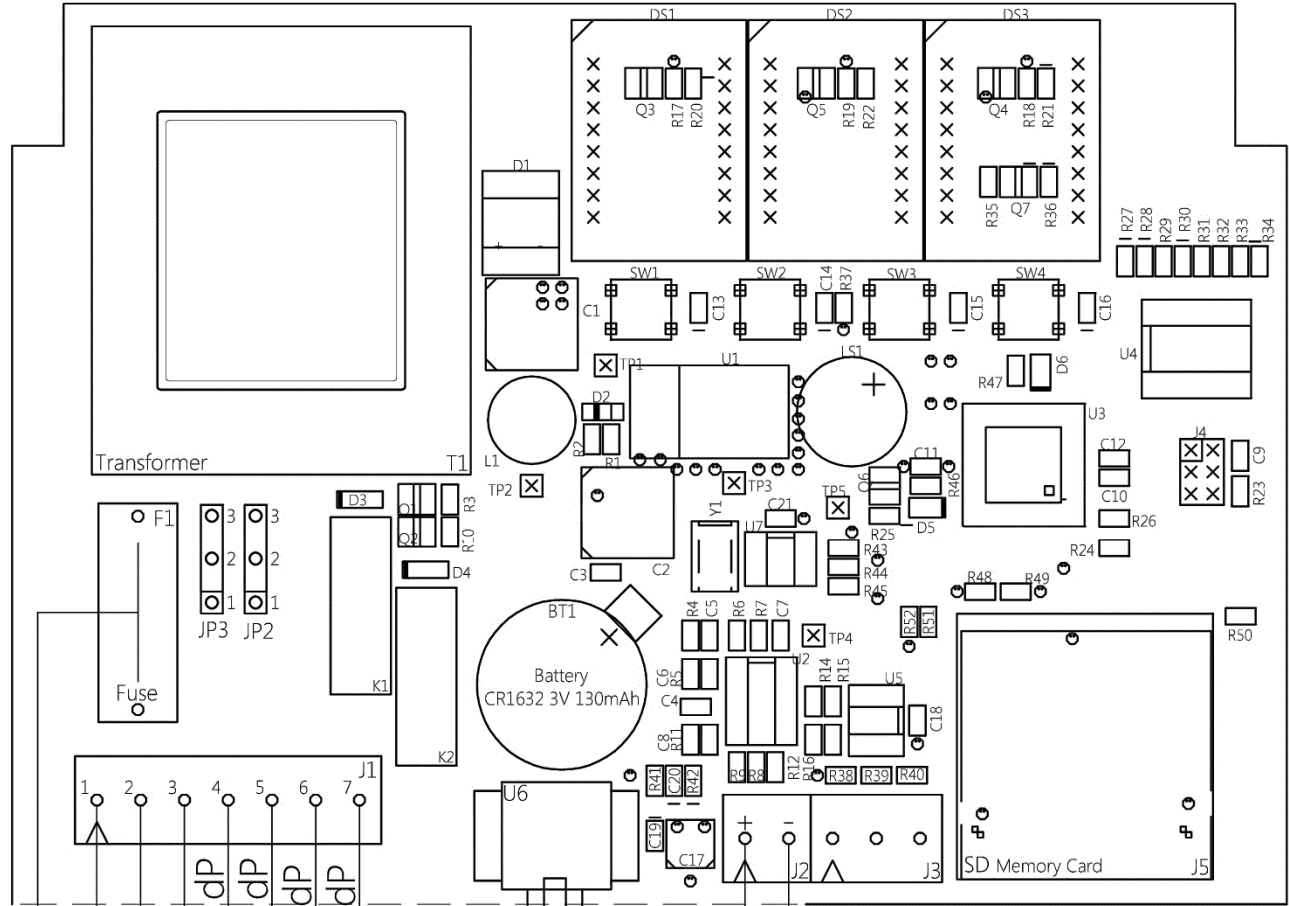 DS1
DS2
DS3
Q3
R17
R20
Q5
R19
R22
Q4
R18
R21
R35
Q7
R36
D1
+ -
C1
SW1
C13
SW2
C14
R37
SW3
C15
SW4
C16
R27
R28
R29
R30
R31
R32
R33
R34
U4
TP1
U1
LS1
+
R47
D6
U3
D2
R2
R1
L1
TP2
TP3
TP5
Q6
C11
R46
D5
R25
C12
C10
R26
R24
J4
C9
R23
Transformer
T1
D3
Q1
Q2
R3
R10
D4
F1
Fuse
3
2
1
JP3
3
2
1
JP2
K1
K2
C2
C3
Y1
C21
U7
R43
R44
R45
R48
R49
R50
R52
R51
BT1
Battery
CR1632 3V 130mAh
R4
C5
R6
R7
C7
TP4
U2
C6
R5
C4
C8
R11
R14
R15
U5
C18
R9
R8
R12
R16
R38
R39
R40
R41
C20
R42
C19
C17
U6
J1
1 2 3 4 5 6 7
dP
dP
dP
dP
+ -
J2
J3
SD Memory Card
J5